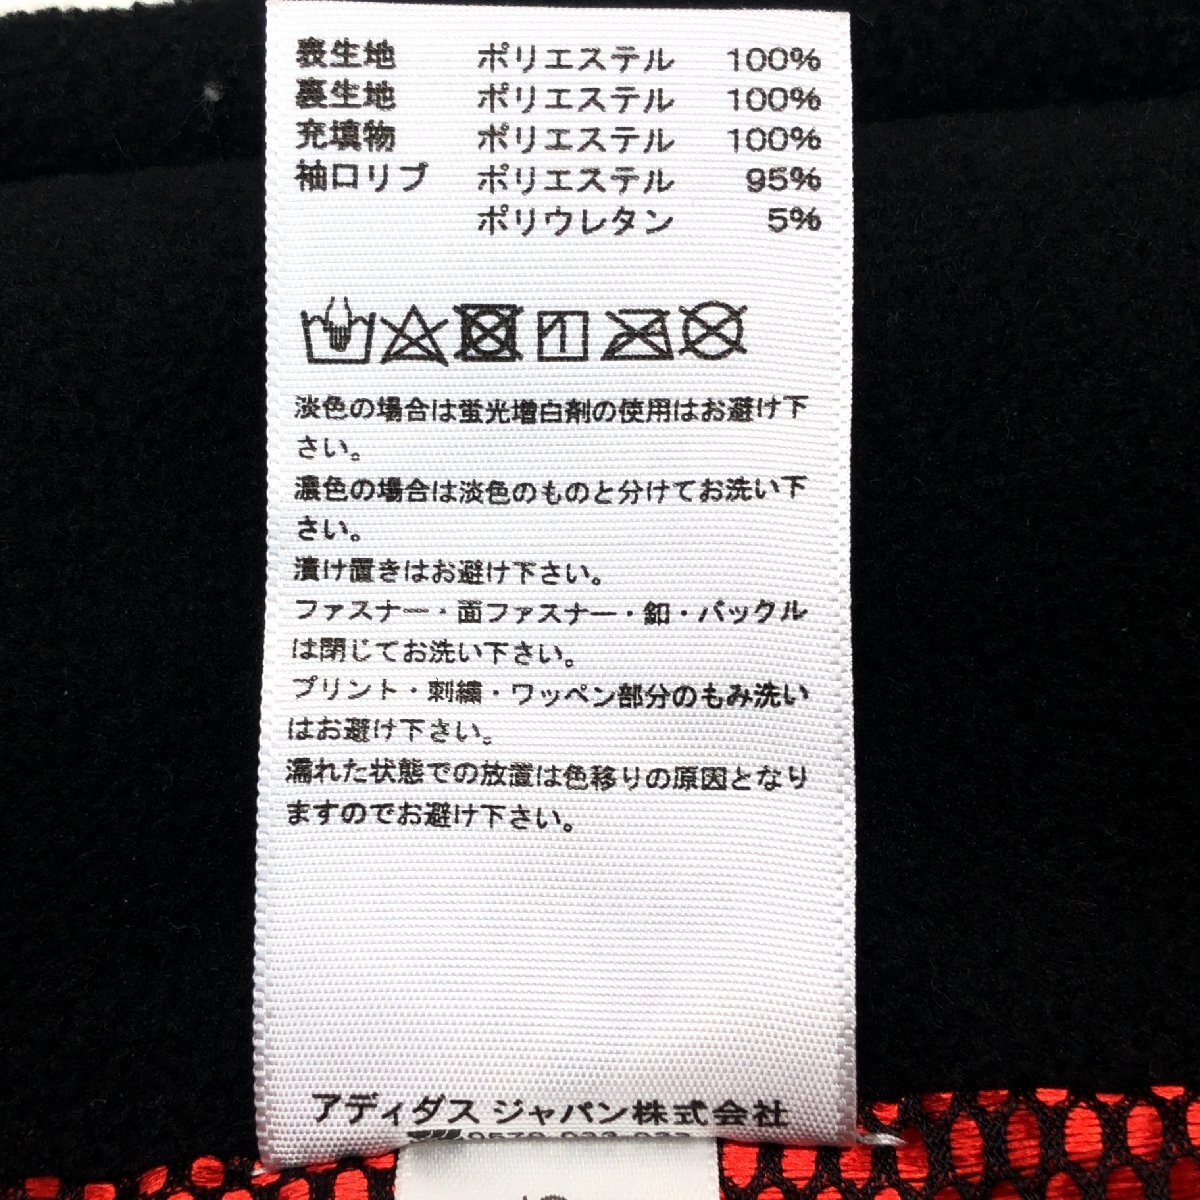 表生地 ポリエステル 100%
裏生地 ポリエステル 100%
充填物 ポリエステル 100%
袖口リブ ポリエステル 95%
ポリウレタン 5%
淡色の場合は蛍光増白剤の使用はお避け下
さい。
濃色の場合は淡色のものと分けてお洗い下
さい。
漬け置きはお避け下さい。
ファスナー・面ファスナー・釦・バックル
は閉じてお洗い下さい。
プリント・刺繍・ワッペン部分のもみ洗い
はお避け下さい。
濡れた状態での放置は色移りの原因となり
ますのでお避け下さい。
アディダス ジャパン株式会社